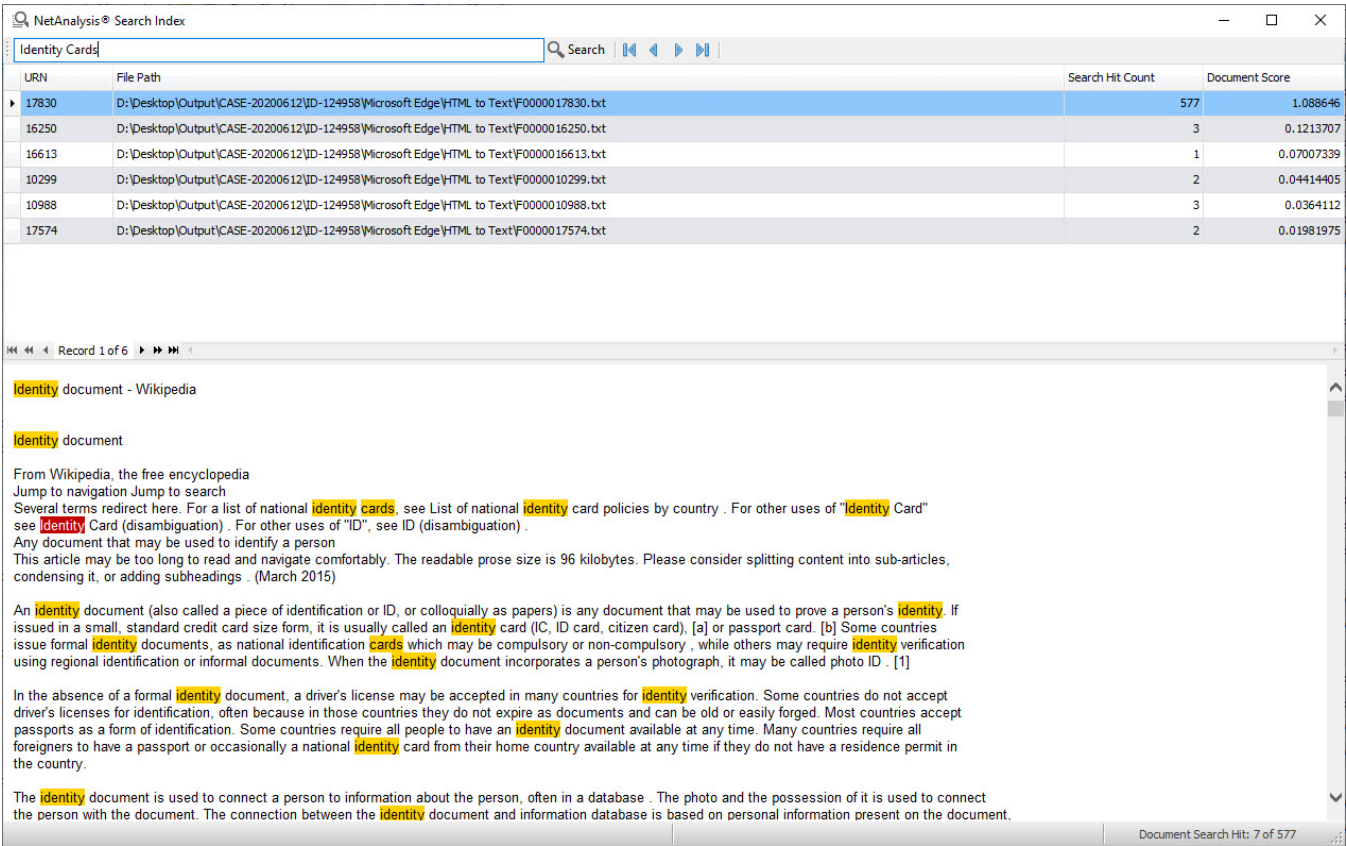 NetAnalysis® Search Index
Identity Cards
Search
URN File Path Search Hit Count Document Score
17830 D:\Desktop\Output\CASE-20200612\ID-124958\Microsoft Edge\HTML to Text\F0000017830.txt 577 1.088646
16250 D:\Desktop\Output\CASE-20200612\ID-124958\Microsoft Edge\HTML to Text\F0000016250.txt 3 0.1213707
16613 D:\Desktop\Output\CASE-20200612\ID-124958\Microsoft Edge\HTML to Text\F0000016613.txt 1 0.07007339
10299 D:\Desktop\Output\CASE-20200612\ID-124958\Microsoft Edge\HTML to Text\F0000010299.txt 2 0.04414405
10988 D:\Desktop\Output\CASE-20200612\ID-124958\Microsoft Edge\HTML to Text\F0000010988.txt 3 0.0364112
17574 D:\Desktop\Output\CASE-20200612\ID-124958\Microsoft Edge\HTML to Text\F0000017574.txt 2 0.01981975
Record 1 of 6
Identity document - Wikipedia
Identity document
From Wikipedia, the free encyclopedia
Jump to navigation Jump to search
Several terms redirect here. For a list of national identity cards, see List of national identity card policies by country . For other uses of "Identity Card"
see Identity Card (disambiguation) . For other uses of "ID", see ID (disambiguation) .
Any document that may be used to identify a person
This article may be too long to read and navigate comfortably. The readable prose size is 96 kilobytes. Please consider splitting content into sub-articles,
condensing it, or adding subheadings . (March 2015)
An identity document (also called a piece of identification or ID, or colloquially as papers) is any document that may be used to prove a person's identity. If
issued in a small, standard credit card size form, it is usually called an identity card (IC, ID card, citizen card), [a] or passport card. [b] Some countries
issue formal identity documents, as national identification cards which may be compulsory or non-compulsory , while others may require identity verification
using regional identification or informal documents. When the identity document incorporates a person's photograph, it may be called photo ID . [1]
In the absence of a formal identity document, a driver's license may be accepted in many countries for identity verification. Some countries do not accept
driver's licenses for identification, often because in those countries they do not expire as documents and can be old or easily forged. Most countries accept
passports as a form of identification. Some countries require all people to have an identity document available at any time. Many countries require all
foreigners to have a passport or occasionally a national identity card from their home country available at any time if they do not have a residence permit in
the country.
The identity document is used to connect a person to information about the person, often in a database . The photo and the possession of it is used to connect
the person with the document. The connection between the identity document and information database is based on personal information present on the document,
Document Search Hit: 7 of 577